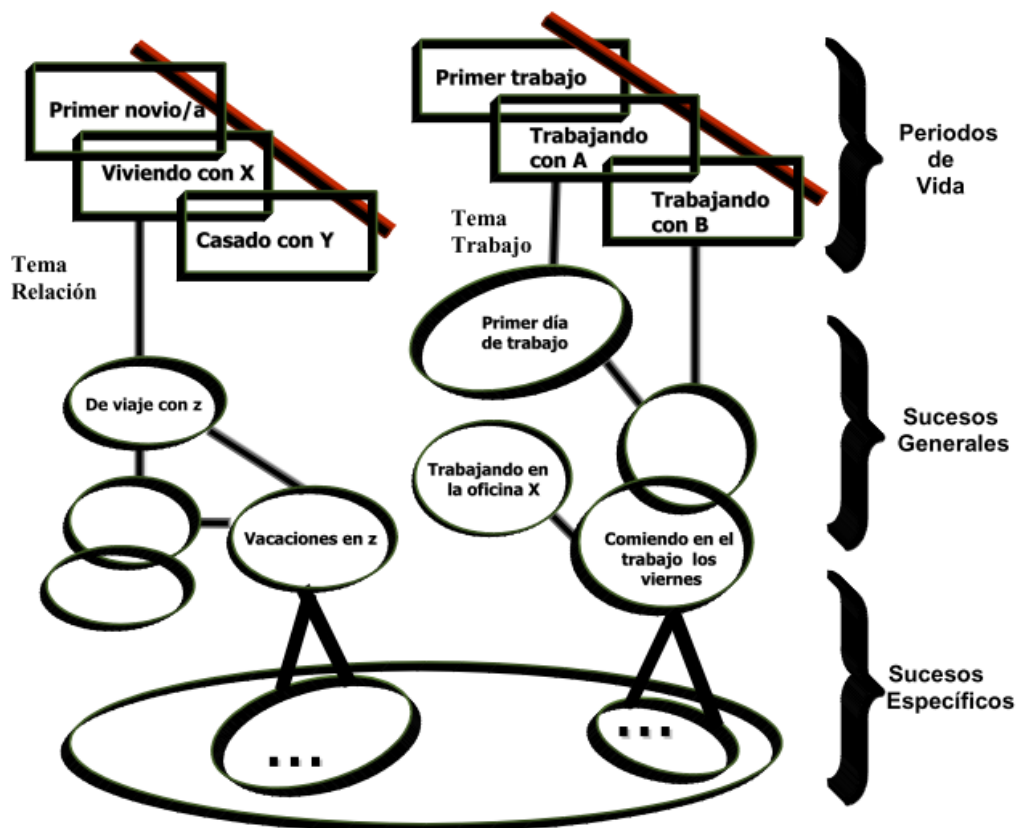 Primer novio/a
Viviendo con X
Casado con Y
Tema
Relación
Primer trabajo
Trabajando
con A
Trabajando
con B
Tema
Trabajo
Periodos
de
Vida
Primer día
de trabajo
De viaje con z
Trabajando en
la oficina X
Vacaciones en z
Comiendo en el
trabajo los
viernes
Sucesos
Generales
Sucesos
Específicos
...
...